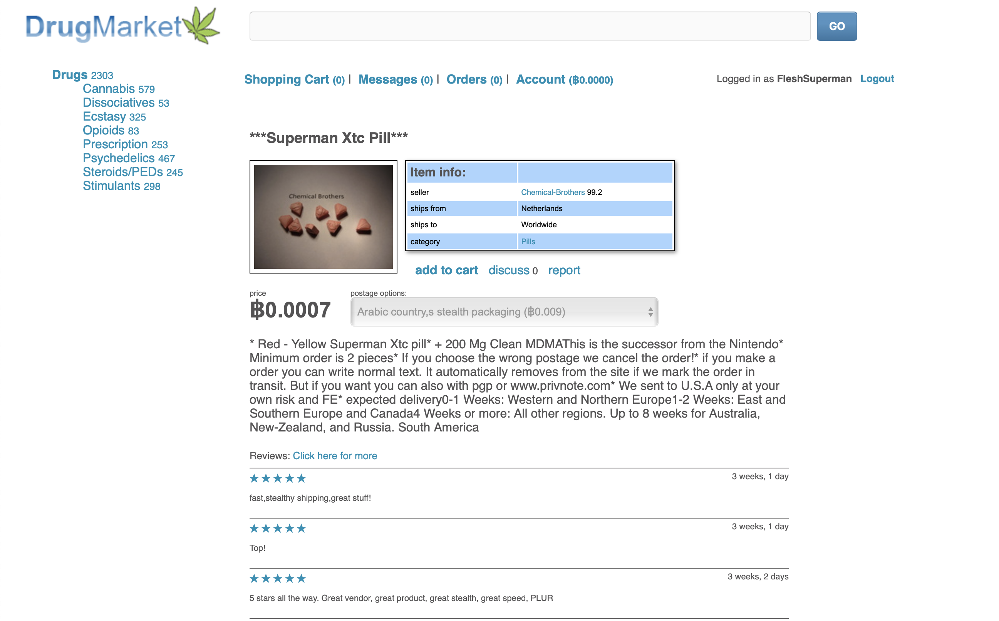 DrugMarket
GO
Drugs 2303
Cannabis 579
Dissociatives 53
Ecstasy 325
Opioids 83
Prescription 253
Psychedelics 467
Steroids/PEDs 245
Stimulants 298
Shopping Cart (0) | Messages (0) | Orders (0) | Account (฿0.0000)
Logged in as FleshSuperman Logout
***Superman Xtc Pill***
Chemical Brothers
Item info:
seller Chemical-Brothers 99.2
ships from Netherlands
ships to Worldwide
category Pills
add to cart discuss 0 report
price
฿0.0007
postage options:
Arabic country,s stealth packaging (฿0.009)
* Red - Yellow Superman Xtc pill* + 200 Mg Clean MDMAThis is the successor from the Nintendo*
Minimum order is 2 pieces* If you choose the wrong postage we cancel the order!* if you make a
order you can write normal text. It automatically removes from the site if we mark the order in
transit. But if you want you can also with pgp or www.privnote.com* We sent to U.S.A only at your
own risk and FE* expected delivery0-1 Weeks: Western and Northern Europe1-2 Weeks: East and
Southern Europe and Canada4 Weeks or more: All other regions. Up to 8 weeks for Australia,
New-Zealand, and Russia. South America
Reviews: Click here for more
★★★★★ 3 weeks, 1 day
fast,stealthy shipping,great stuff!
★★★★★ 3 weeks, 1 day
Top!
★★★★★ 3 weeks, 2 days
5 stars all the way. Great vendor, great product, great stealth, great speed, PLUR